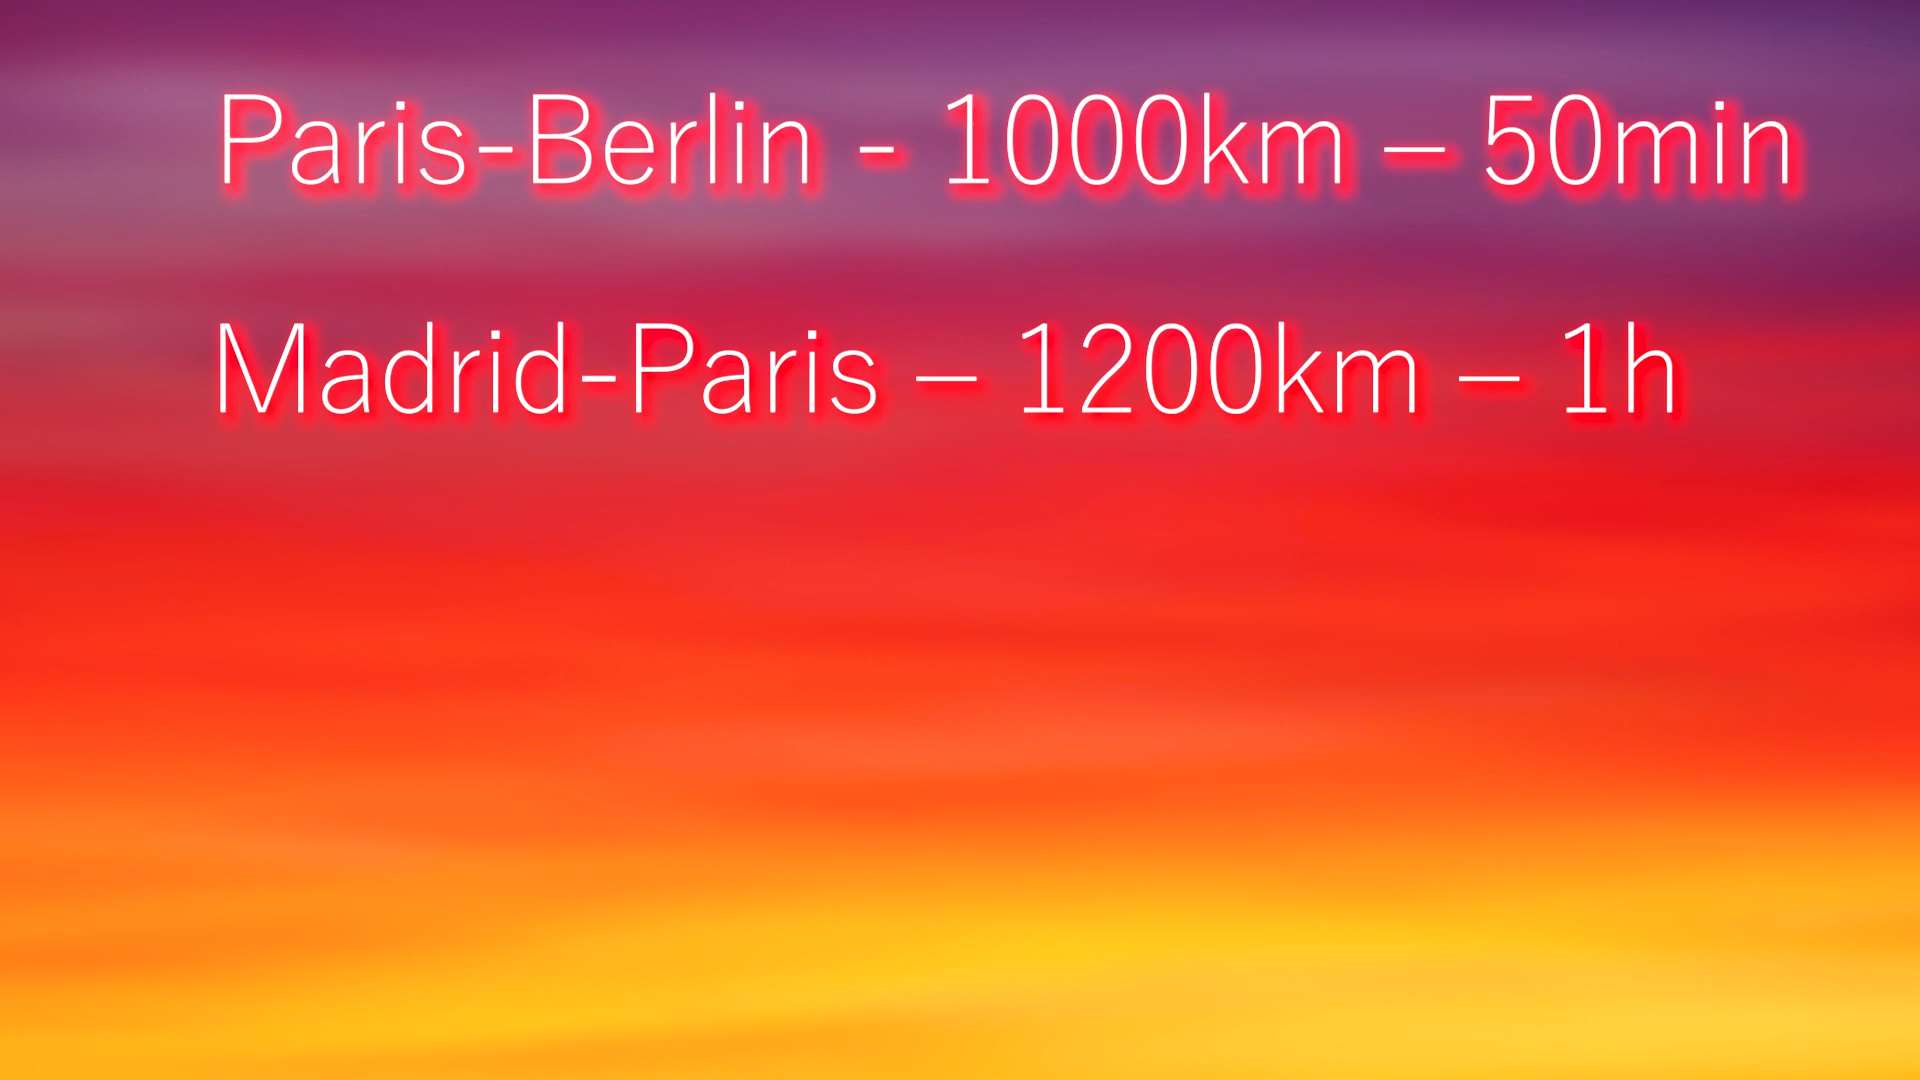 Paris-Berlin - 1000km – 50min
Madrid-Paris – 1200km – 1h